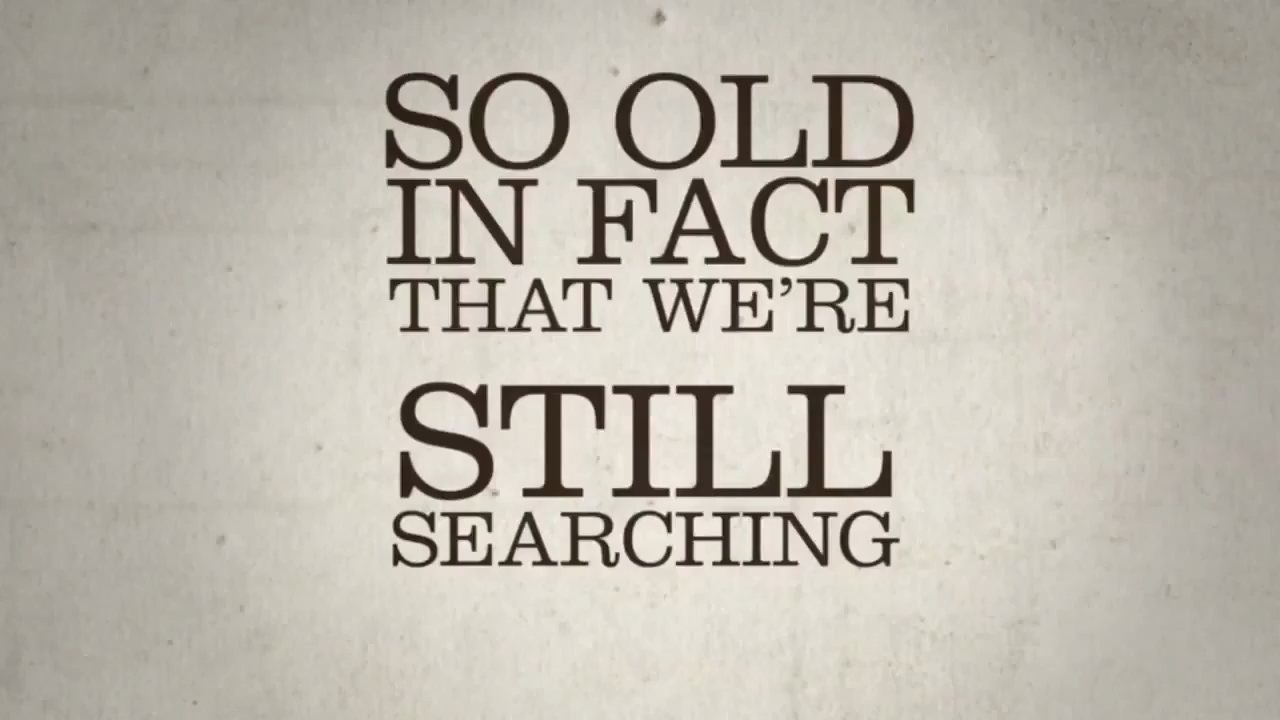 SO OLD
IN FACT
THAT WE’RE
STILL
SEARCHING